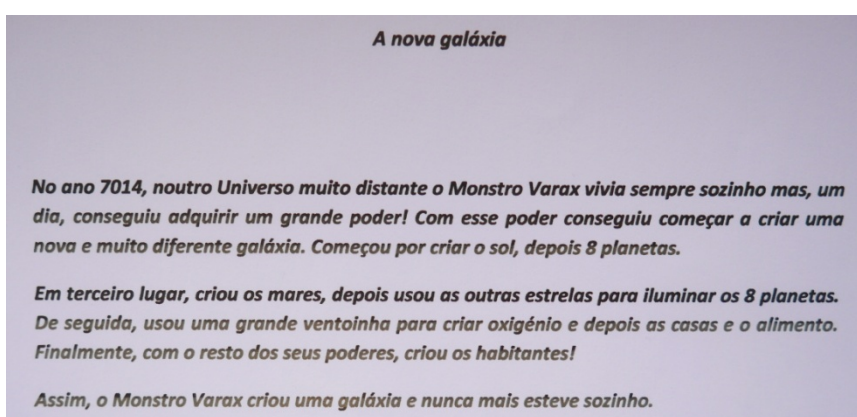 A nova galáxia
No ano 7014, noutro Universo muito distante o Monstro Varax vivia sempre sozinho mas, um
dia, conseguiu adquirir um grande poder! Com esse poder conseguiu começar a criar uma
nova e muito diferente galáxia. Começou por criar o sol, depois 8 planetas.
Em terceiro lugar, criou os mares, depois usou as outras estrelas para iluminar os 8 planetas.
De seguida, usou uma grande ventoinha para criar oxigénio e depois as casas e o alimento.
Finalmente, com o resto dos seus poderes, criou os habitantes!
Assim, o Monstro Varax criou uma galáxia e nunca mais esteve sozinho.